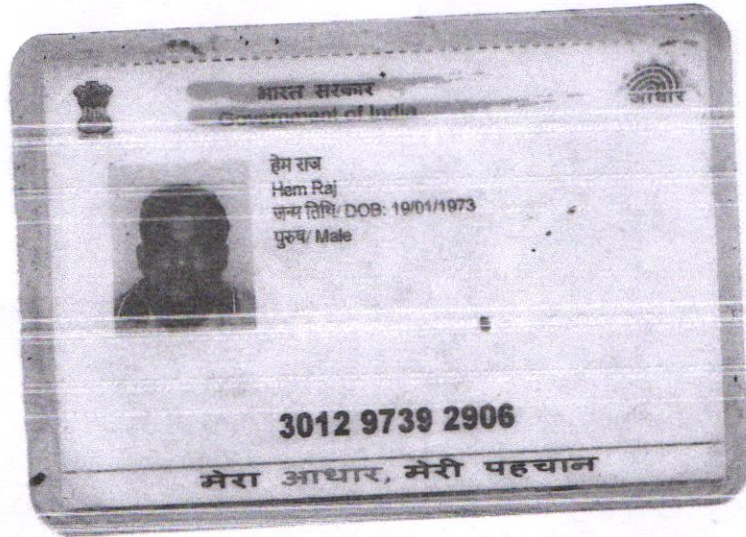 भारत सरकार
Government of India
आधार
हेम राज
Hem Raj
जन्म तिथि/ DOB: 19/01/1973
पुरुष/ Male
3012 9739 2906
मेरा आधार, मेरी पहचान